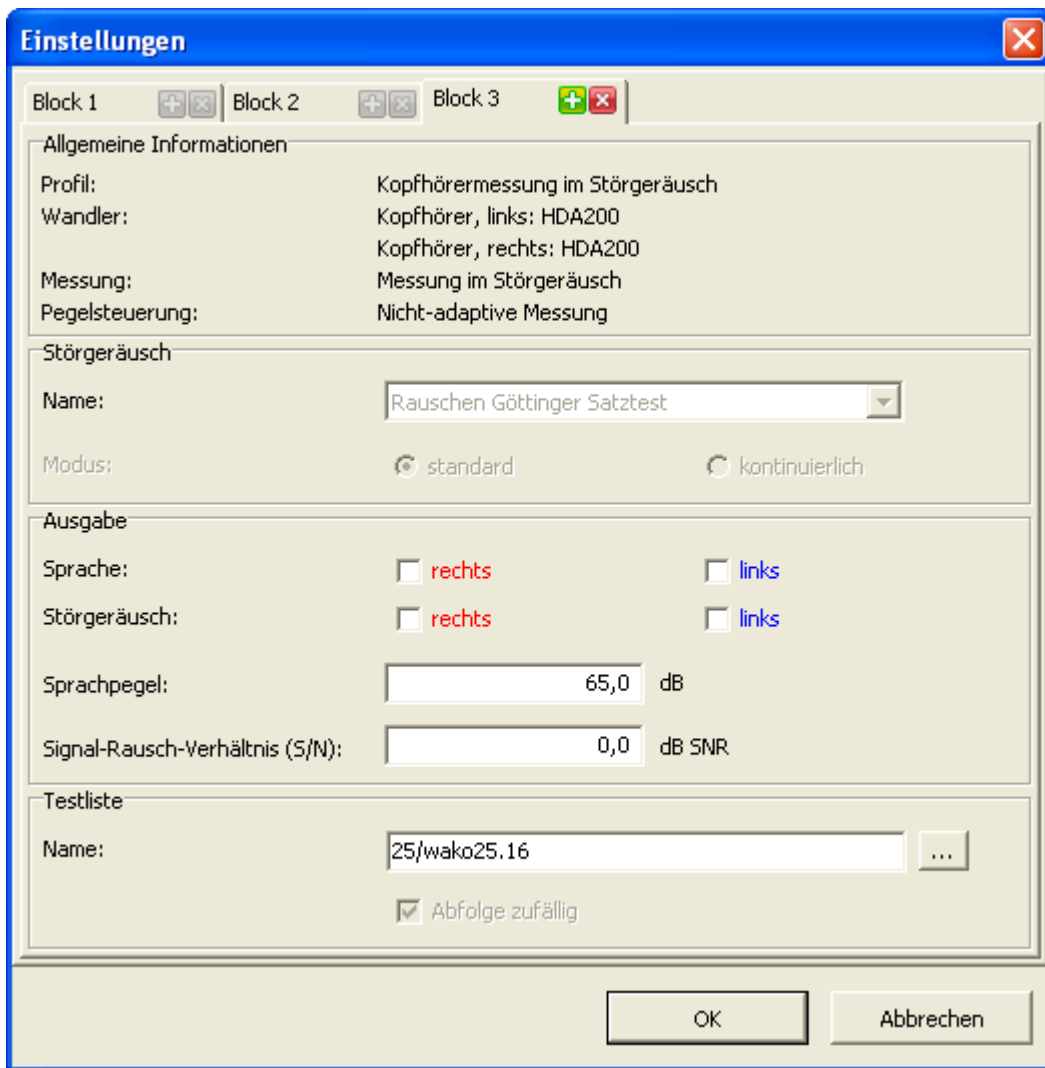 Einstellungen
Block 1 Block 2 Block 3
Allgemeine Informationen
Profil: Kopfhörermessung im Störgeräusch
Wandler: Kopfhörer, links: HDA200
Kopfhörer, rechts: HDA200
Messung: Messung im Störgeräusch
Pegelsteuerung: Nicht-adaptive Messung
Störgeräusch
Name: Rauschen Göttinger Satztest
Modus: standard kontinuierlich
Ausgabe
Sprache: rechts links
Störgeräusch: rechts links
Sprachpegel: 65,0 dB
Signal-Rausch-Verhältnis (S/N): 0,0 dB SNR
Testliste
Name: 25/wako25.16 ...
Abfolge zufällig
OK Abbrechen